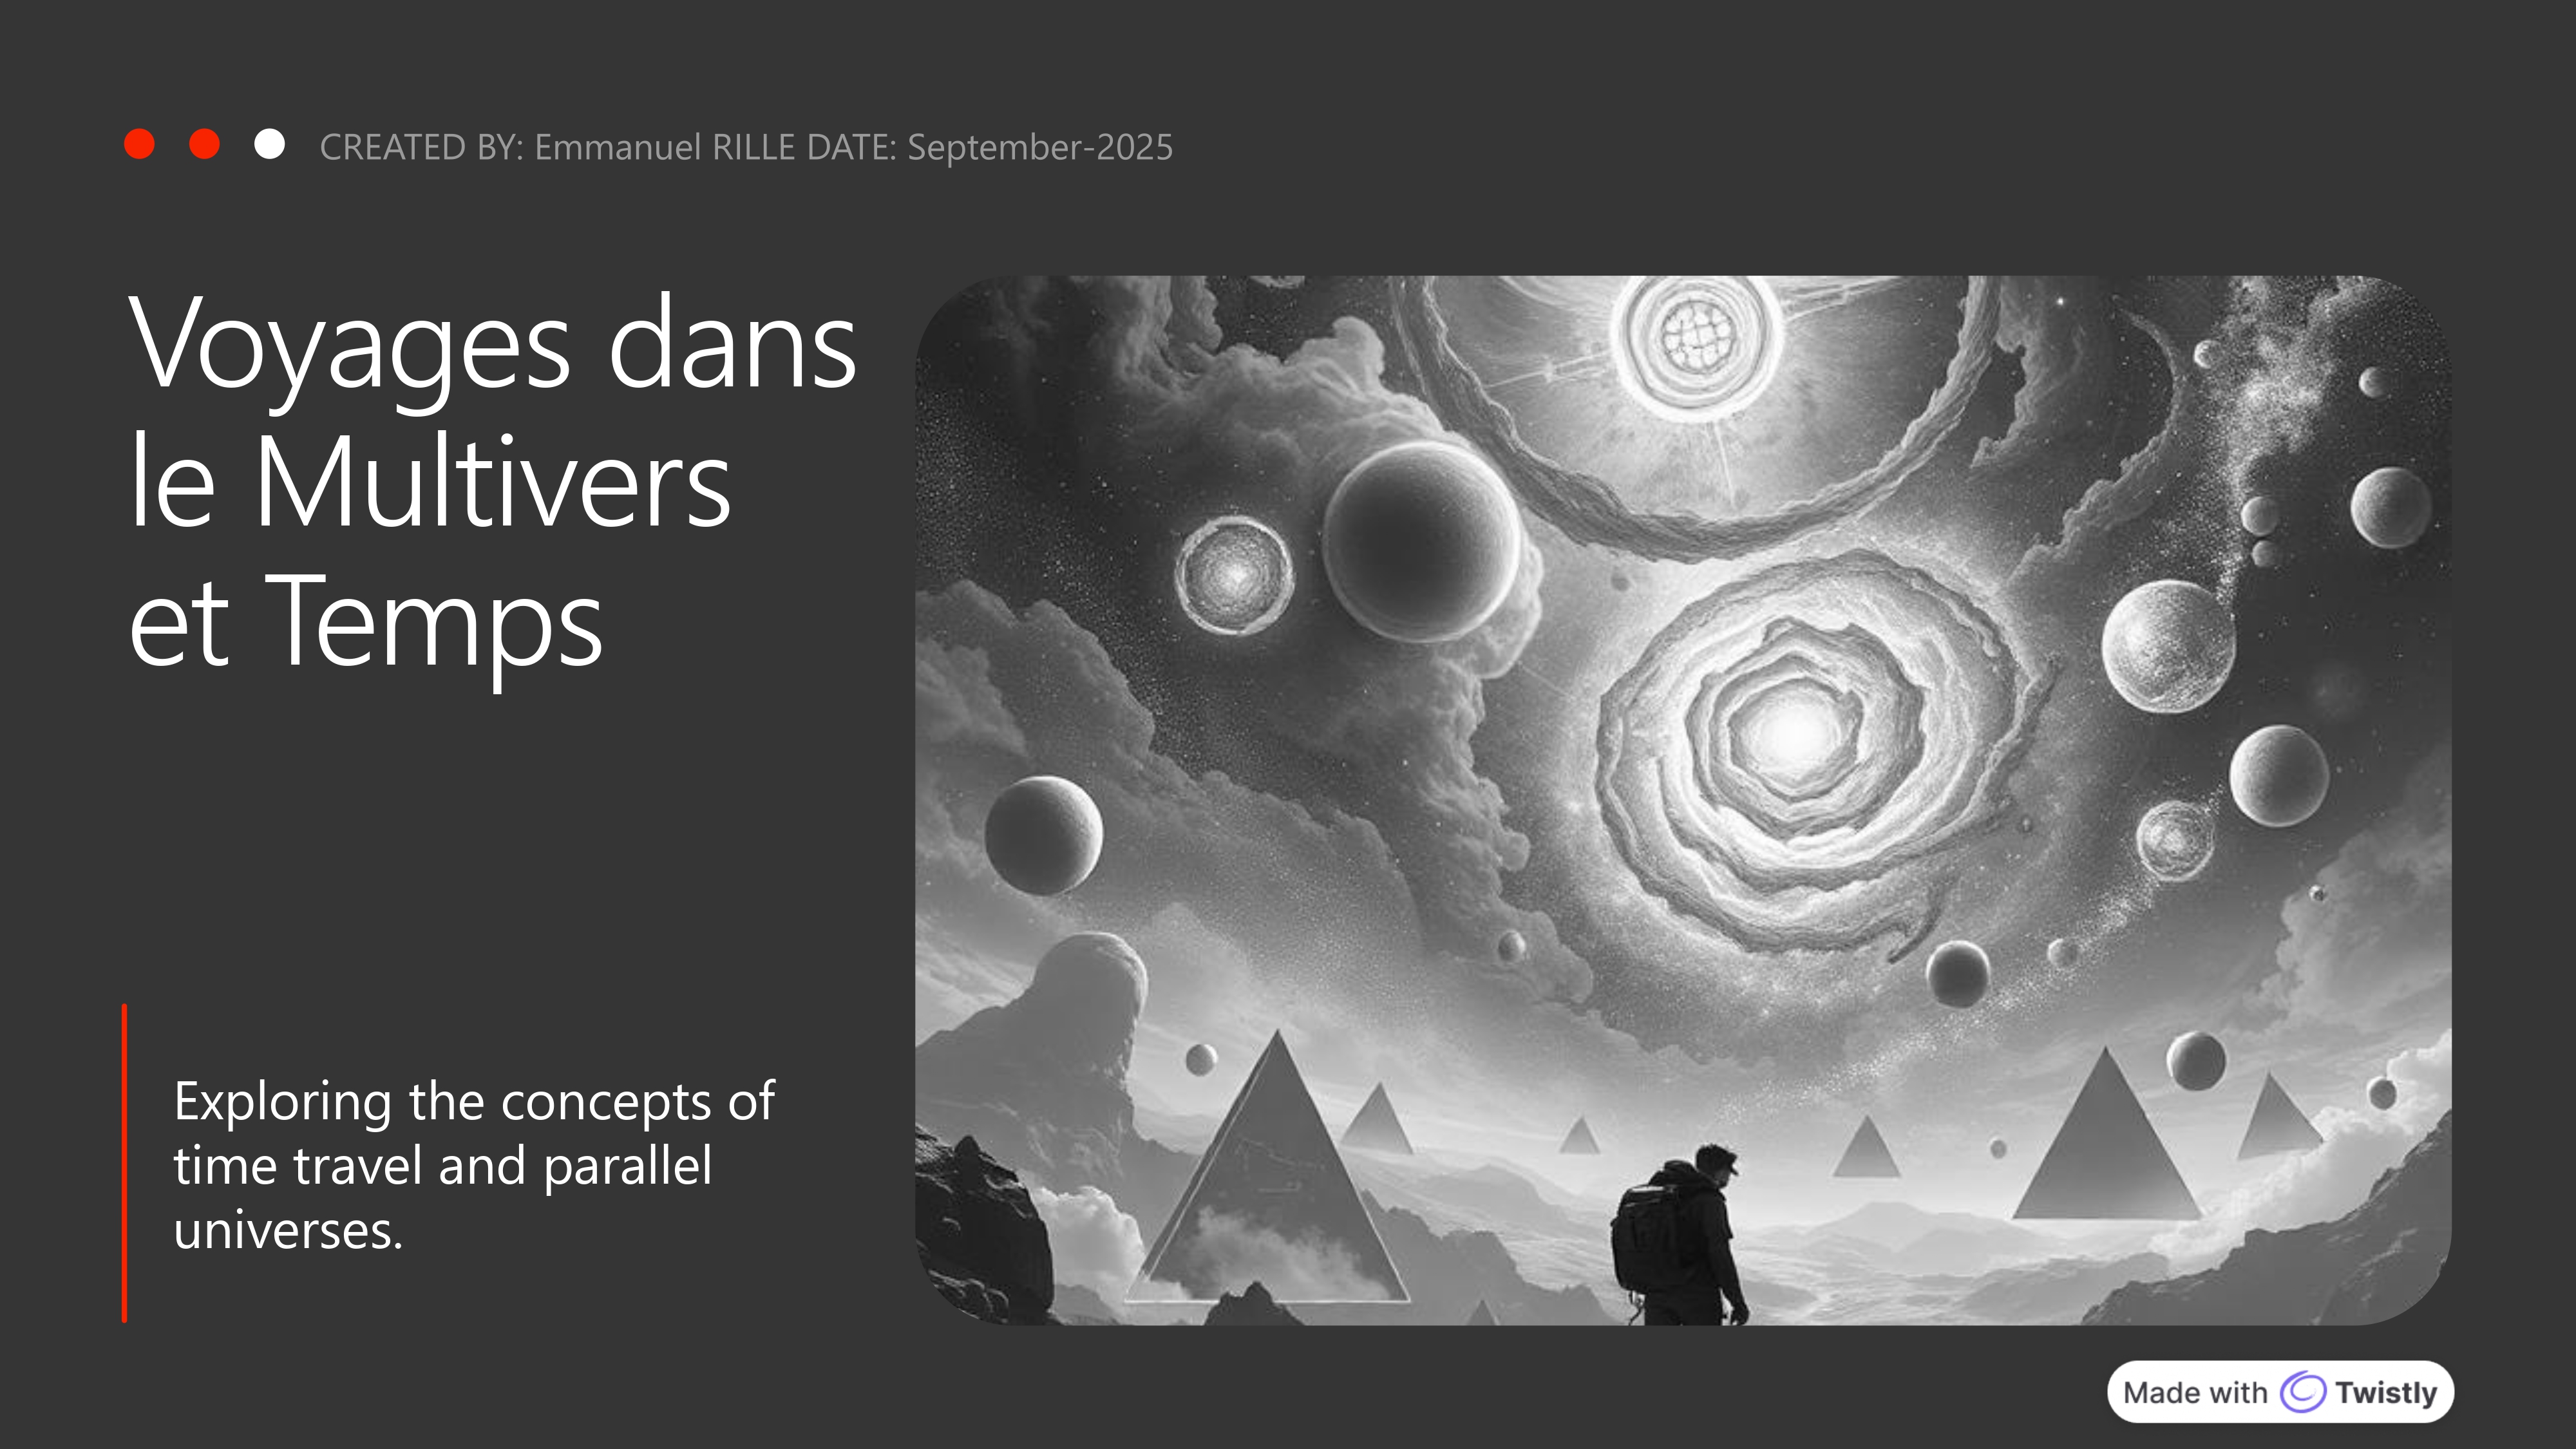 CREATED BY: Emmanuel RILLE DATE: September-2025
Voyages dans
le Multivers
et Temps
Exploring the concepts of
time travel and parallel
universes.
Made with Twistly